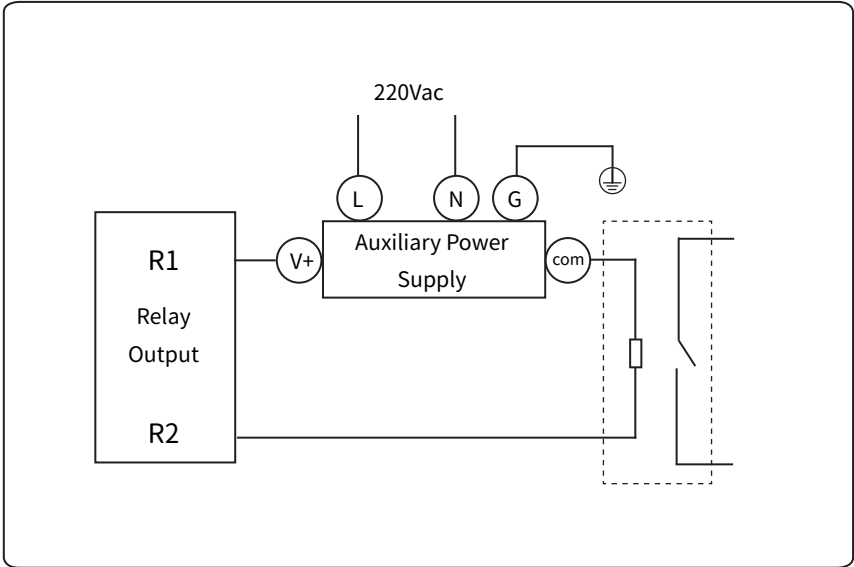 220Vac
L
N
G
R1
V+
Auxiliary Power
Supply
com
Relay
Output
R2